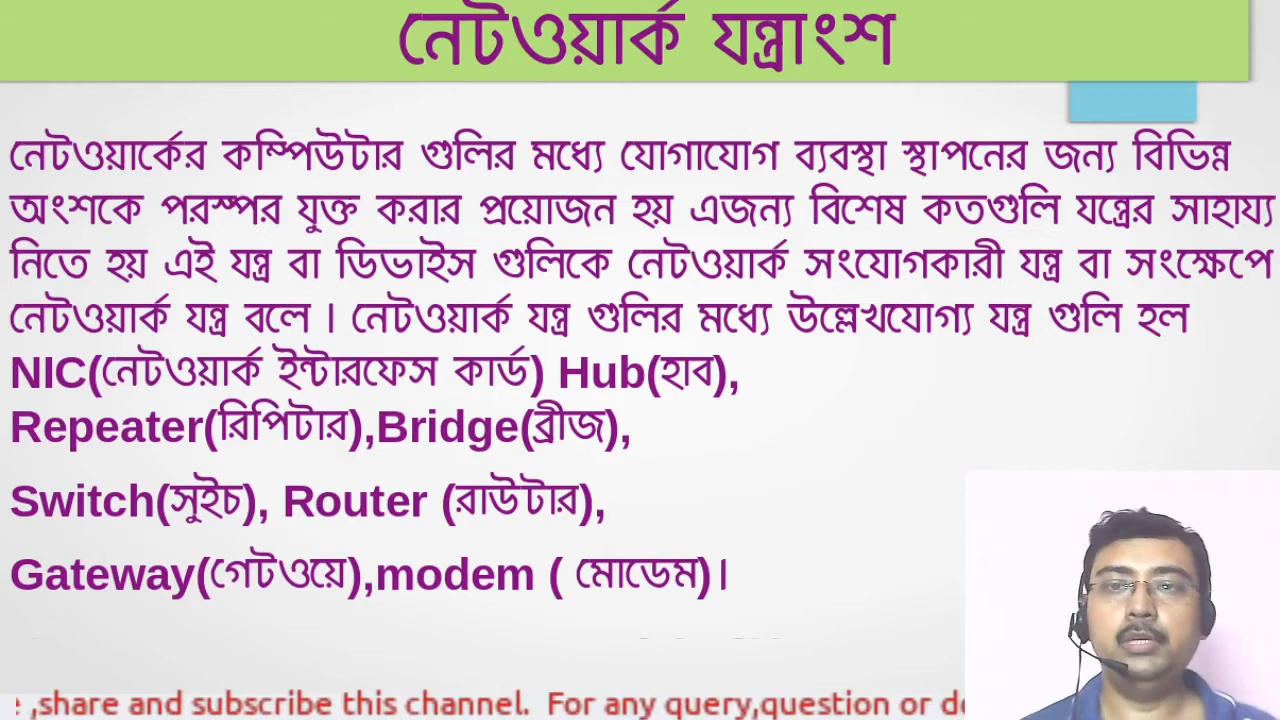 নেটওয়ার্ক যন্ত্রাংশ
নেটওয়ার্কের কম্পিউটার গুলির মধ্যে যোগাযোগ ব্যবস্থা স্থাপনের জন্য বিভিন্ন
অংশকে পরস্পর যুক্ত করার প্রয়োজন হয় এজন্য বিশেষ কতগুলি যন্ত্রের সাহায্য
নিতে হয় এই যন্ত্র বা ডিভাইস গুলিকে নেটওয়ার্ক সংযোগকারী যন্ত্র বা সংক্ষেপে
নেটওয়ার্ক যন্ত্র বলে । নেটওয়ার্ক যন্ত্র গুলির মধ্যে উল্লেখযোগ্য যন্ত্র গুলি হল
NIC(নেটওয়ার্ক ইন্টারফেস কার্ড) Hub(হাব),
Repeater(রিপিটার),Bridge(ব্রীজ),
Switch(সুইচ), Router (রাউটার),
Gateway(গেটওয়ে),modem ( মোডেম)।
,share and subscribe this channel. For any query,question or